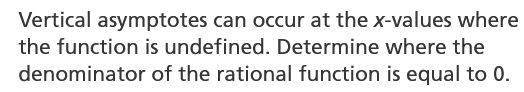 Vertical asymptotes can occur at the x-values where
the function is undefined. Determine where the
denominator of the rational function is equal to 0.